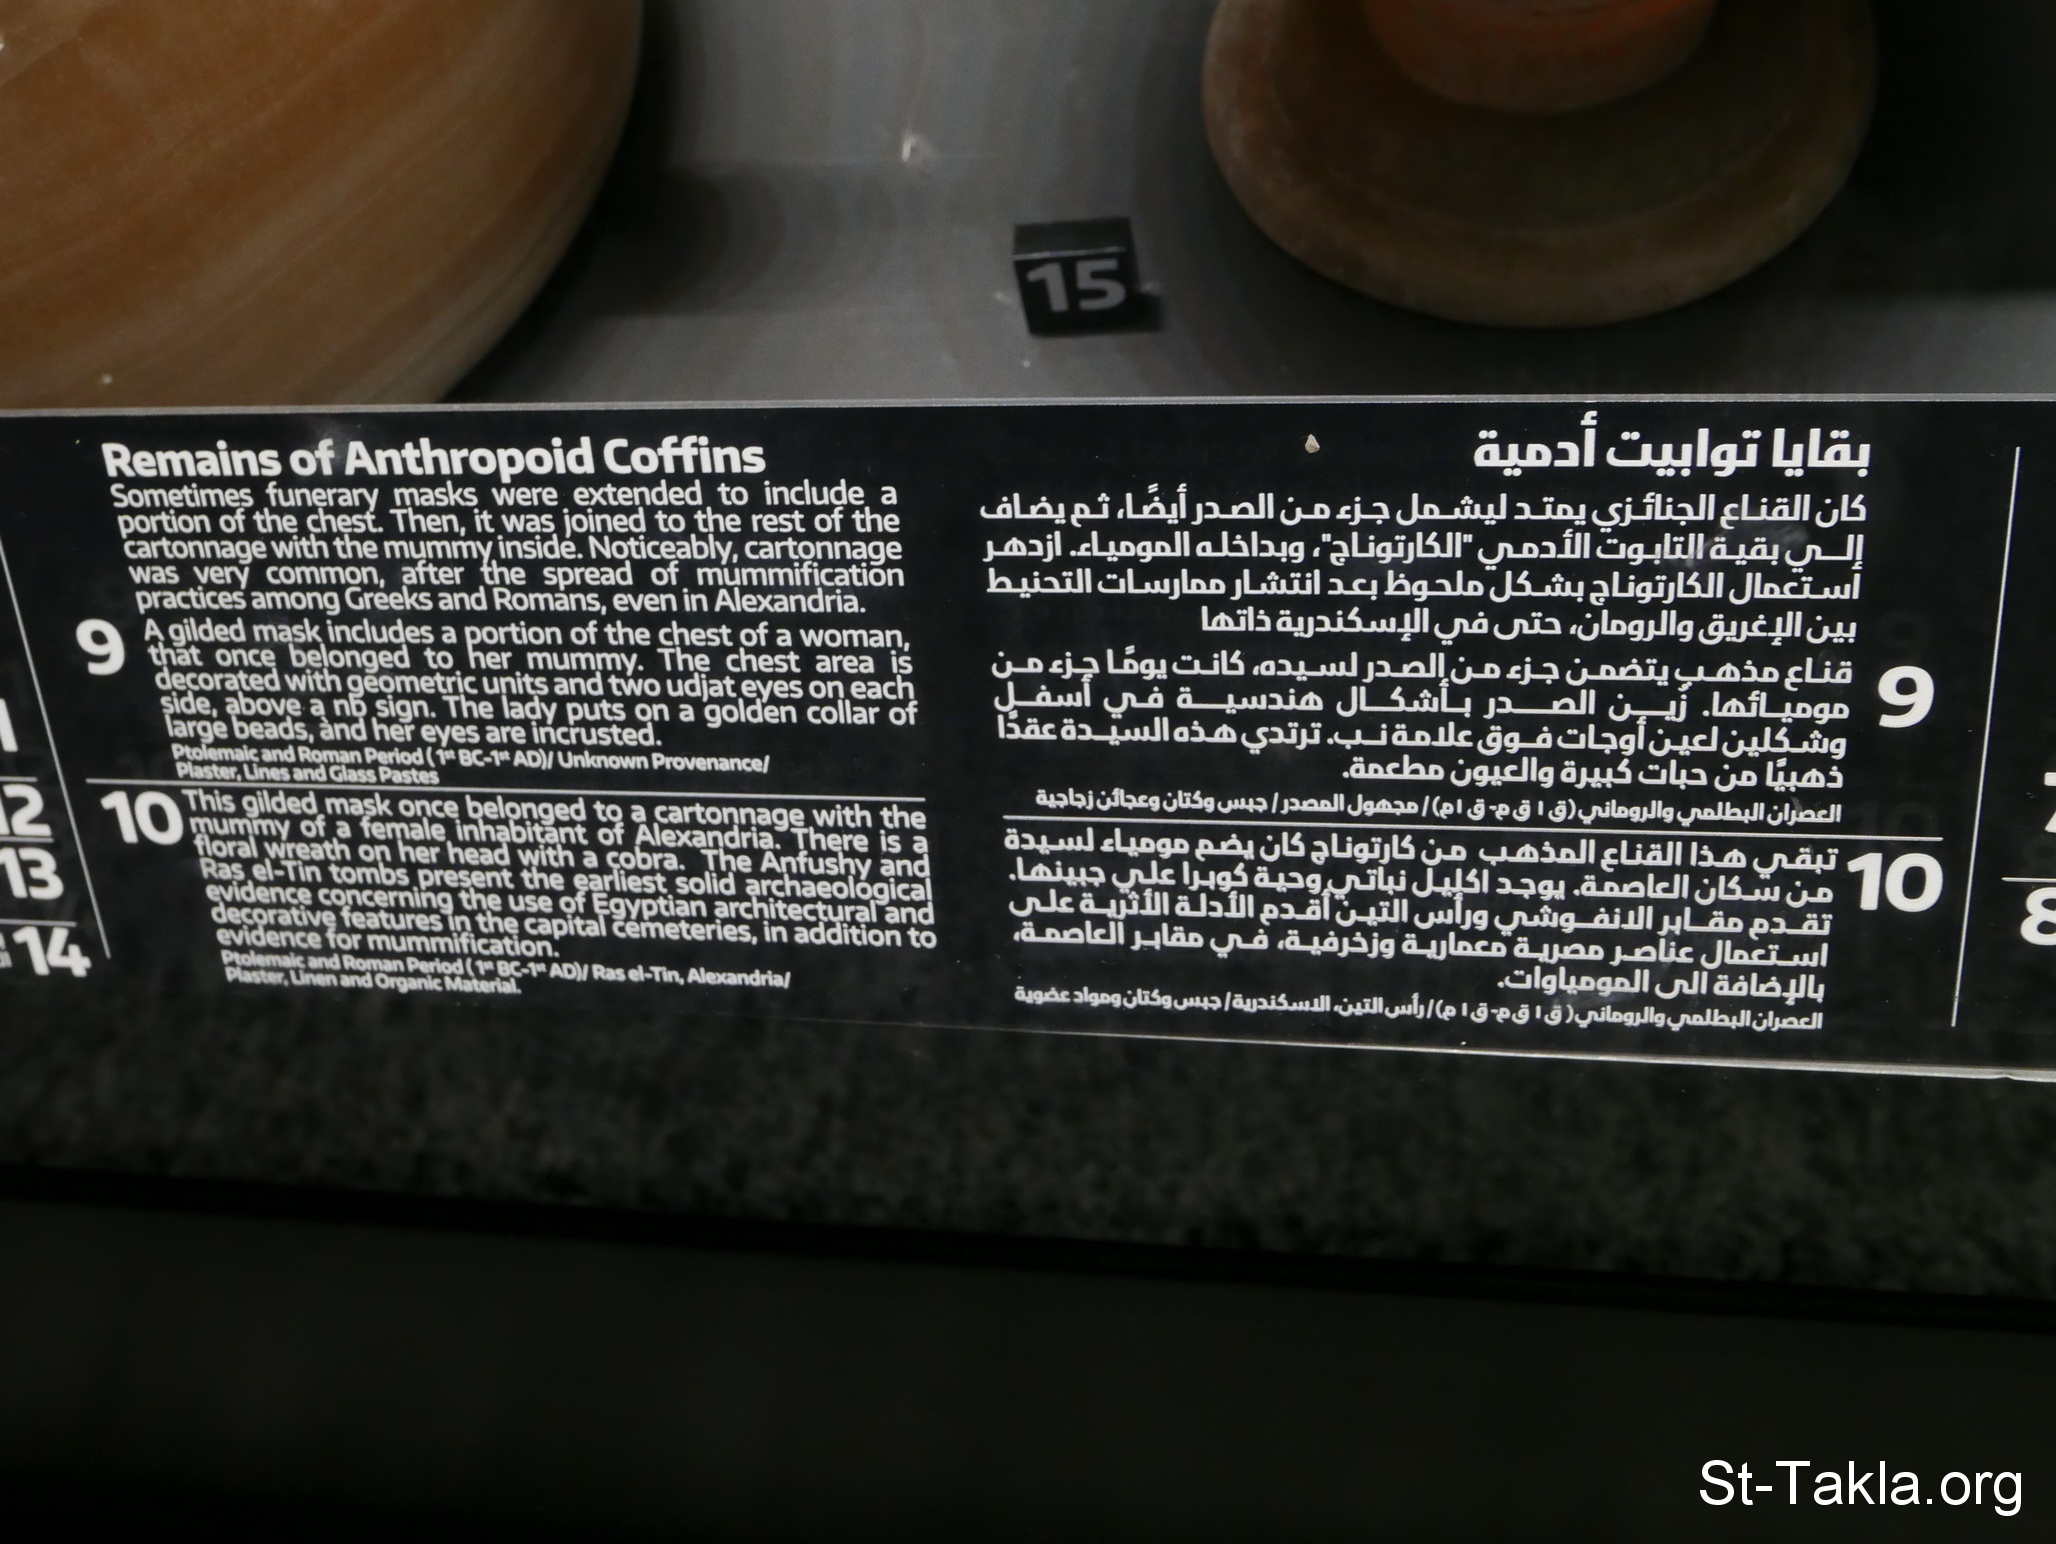 15
Remains of Anthropoid Coffins
Sometimes funerary masks were extended to include a
portion of the chest. Then, it was joined to the rest of the
cartonnage with the mummy inside. Noticeably, cartonnage
was very common, after the spread of mummification
practices among Greeks and Romans, even in Alexandria.
9
A gilded mask includes a portion of the chest of a woman,
that once belonged to her mummy. The chest area is
decorated with geometric units and two udjat eyes on each
side, above a nb sign. The lady puts on a golden collar of
large beads, and her eyes are incrusted.
Ptolemaic and Roman Period (1st BC-1st AD)/ Unknown Provenance/
Plaster, Lines and Glass Pastes
10
This gilded mask once belonged to a cartonnage with the
mummy of a female inhabitant of Alexandria. There is a
floral wreath on her head with a cobra. The Anfushy and
Ras el-Tin tombs present the earliest solid archaeological
evidence concerning the use of Egyptian architectural and
decorative features in the capital cemeteries, in addition to
evidence for mummification.
Ptolemaic and Roman Period (1st BC-1st AD)/ Ras el-Tin, Alexandria/
Plaster, Linen and Organic Material.
بقايا توابيت أدمية
كان القناع الجنائزي يمتد ليشمل جزء من الصدر أيضًا، ثم يضاف
إلى بقية التابوت الأدمي "الكارتوناج"، وبداخله المومياء. ازدهر
استعمال الكارتوناج بشكل ملحوظ بعد انتشار ممارسات التحنيط
بين الإغريق والرومان، حتى في الإسكندرية ذاتها
9
قناع مذهب يتضمن جزء من الصدر لسيده، كانت يومًا جزء من
موميائها. زُين الصدر بأشكال هندسية في أسفل
وشكلين لعين أوجات فوق علامة نب. ترتدي هذه السيدة عقدًا
ذهبيًا من حبات كبيرة والعيون مطعمة.
العصران البطلمي والروماني (ق ١ ق م- ق ١ م)/ مجهول المصدر/ جبس وكتان وعجائن زجاجية
10
تبقي هذا القناع المذهب من كارتوناج كان يضم مومياء لسيدة
من سكان العاصمة. يوجد اكليل نباتي وحية كوبرا علي جبينها.
تقدم مقابر الانفوشي ورأس التين أقدم الأدلة الأثرية على
استعمال عناصر مصرية معمارية وزخرفية، في مقابر العاصمة،
بالإضافة الى المومياوات.
العصران البطلمي والروماني (ق ١ ق م- ق ١ م)/ رأس التين، الاسكندرية/ جبس وكتان ومواد عضوية
12
13
14
8
St-Takla.org